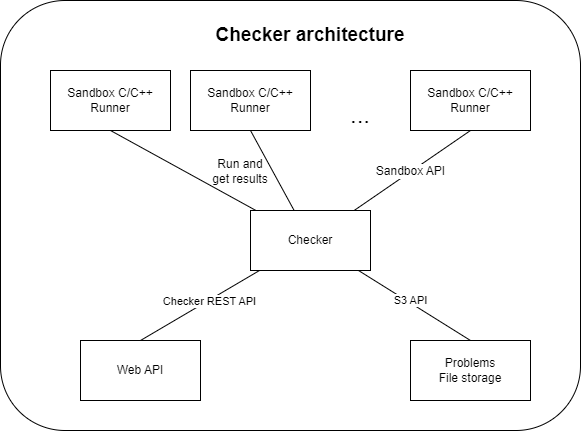 Checker architecture
Sandbox C/C++
Runner
Sandbox C/C++
Runner
...
Sandbox C/C++
Runner
Run and
get results
Sandbox API
Checker
Checker REST API
S3 API
Web API
Problems
File storage